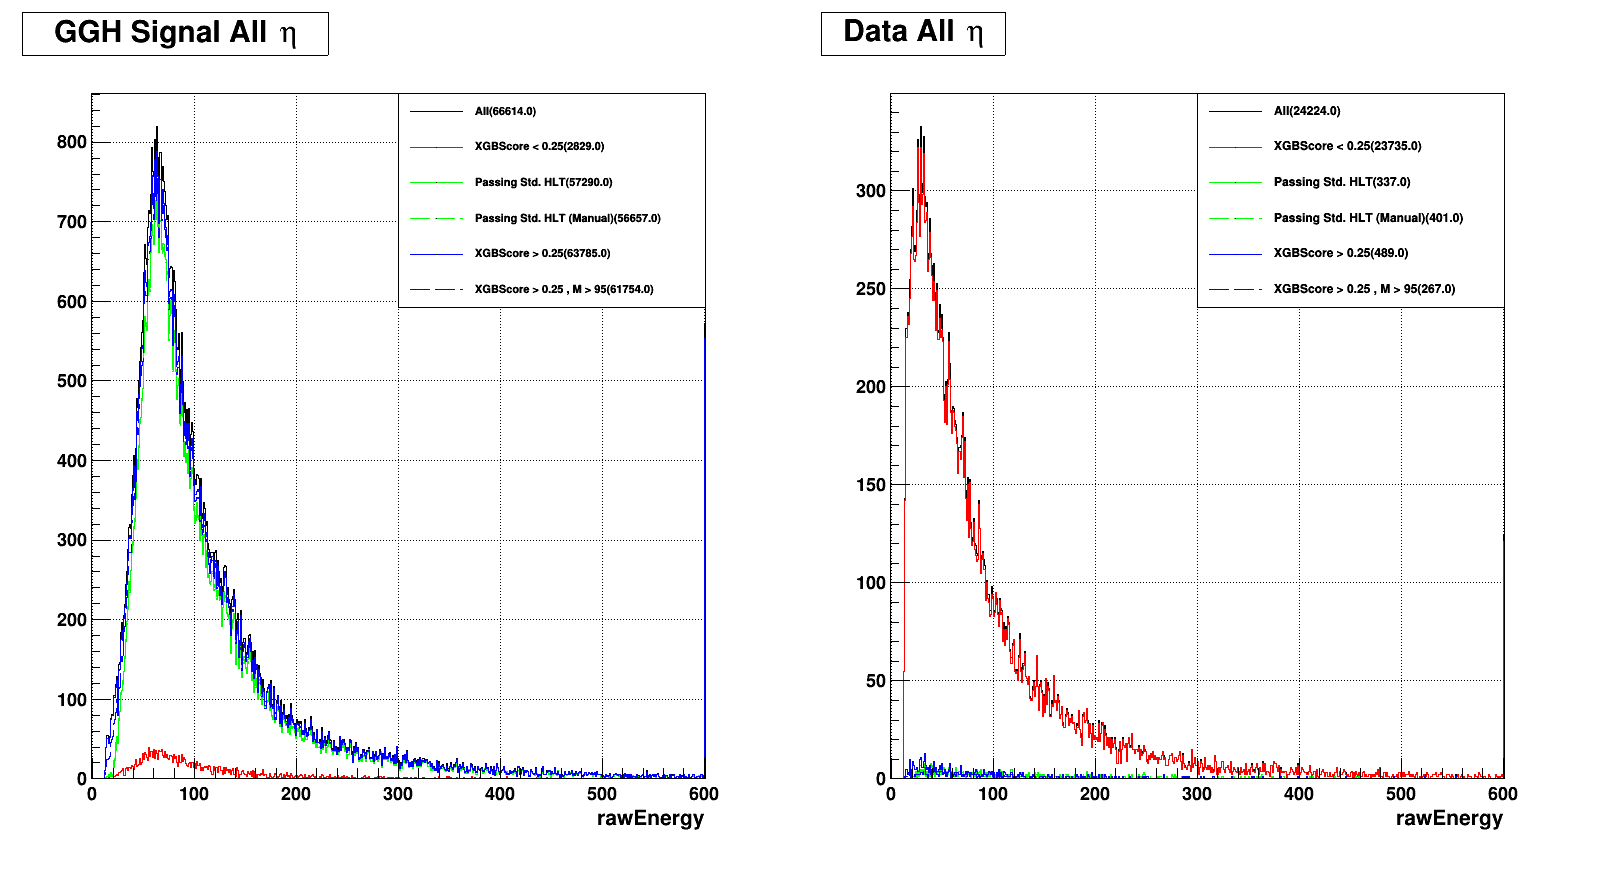 GGH Signal All η
All(66614.0)
XGBScore < 0.25(2829.0)
Passing Std. HLT(57290.0)
Passing Std. HLT (Manual)(56657.0)
XGBScore > 0.25(63785.0)
XGBScore > 0.25 , M > 95(61754.0)
800
700
600
500
400
300
200
100
0
0 100 200 300 400 500 600
rawEnergy
Data All η
All(24224.0)
XGBScore < 0.25(23735.0)
Passing Std. HLT(337.0)
Passing Std. HLT (Manual)(401.0)
XGBScore > 0.25(489.0)
XGBScore > 0.25 , M > 95(267.0)
300
250
200
150
100
50
0
0 100 200 300 400 500 600
rawEnergy